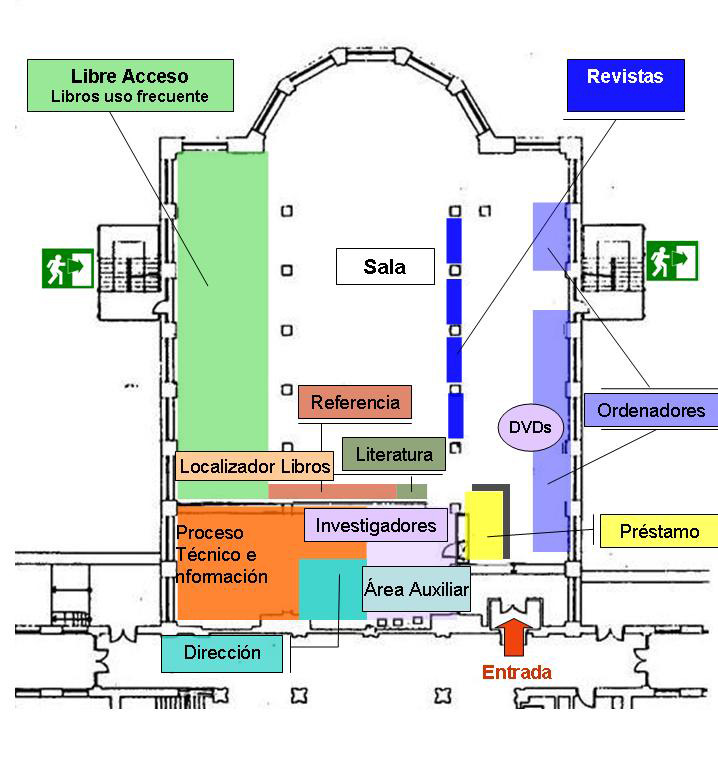 Libre Acceso
Libros uso frecuente
Revistas
Sala
Referencia
Ordenadores
DVDs
Literatura
Localizador Libros
Investigadores
Préstamo
Proceso
Técnico e
nformación
Área Auxiliar
Dirección
Entrada